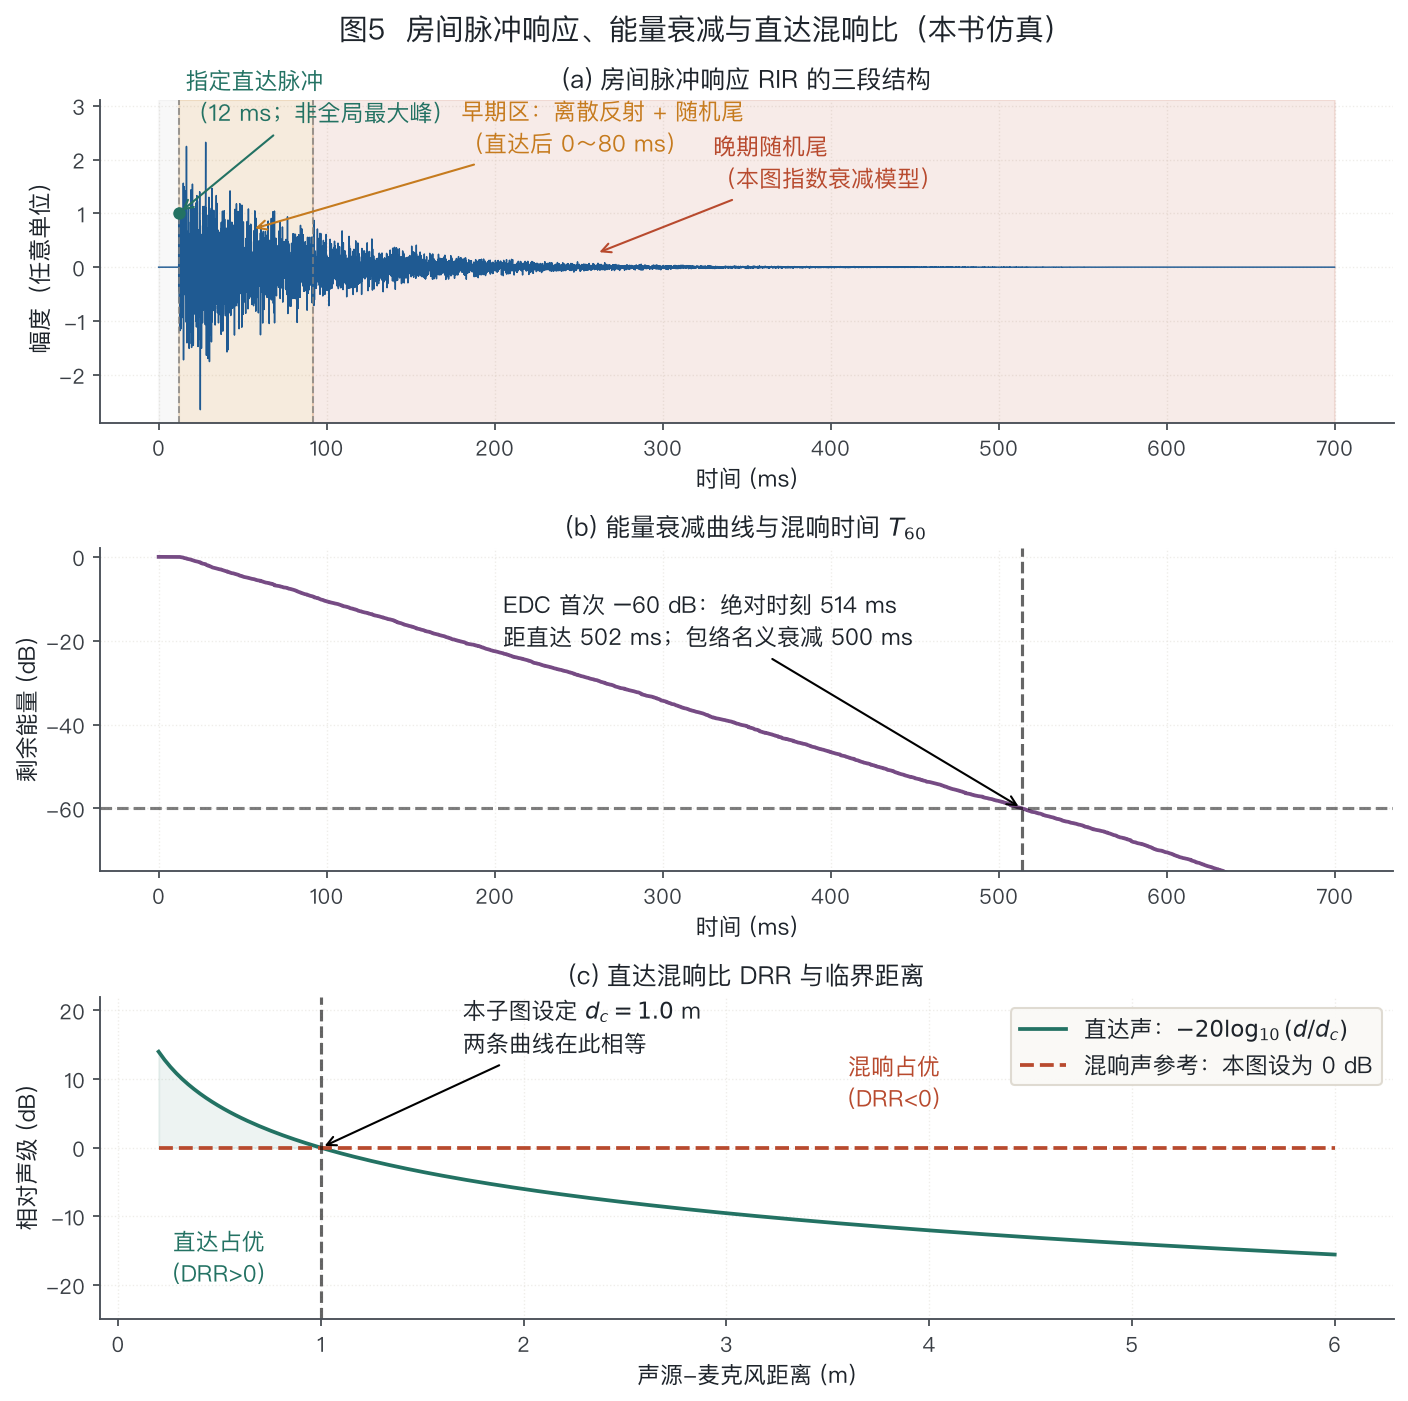 图5 房间脉冲响应、能量衰减与直达混响比（本书仿真）
(a) 房间脉冲响应 RIR 的三段结构
指定直达脉冲
（12 ms；非全局最大峰）
早期区：离散反射 + 随机尾
（直达后 0～80 ms）
晚期随机尾
（本图指数衰减模型）
幅度（任意单位）
3
2
1
0
−1
−2
0 100 200 300 400 500 600 700
时间 (ms)
(b) 能量衰减曲线与混响时间 T₆₀
EDC 首次 −60 dB：绝对时刻 514 ms
距直达 502 ms；包络名义衰减 500 ms
剩余能量 (dB)
0
−20
−40
−60
0 100 200 300 400 500 600 700
时间 (ms)
(c) 直达混响比 DRR 与临界距离
本子图设定 d_c = 1.0 m
两条曲线在此相等
混响占优
(DRR<0)
直达声：−20log₁₀(d/d_c)
混响声参考：本图设为 0 dB
直达占优
(DRR>0)
相对声级 (dB)
20
10
0
−10
−20
0 1 2 3 4 5 6
声源–麦克风距离 (m)